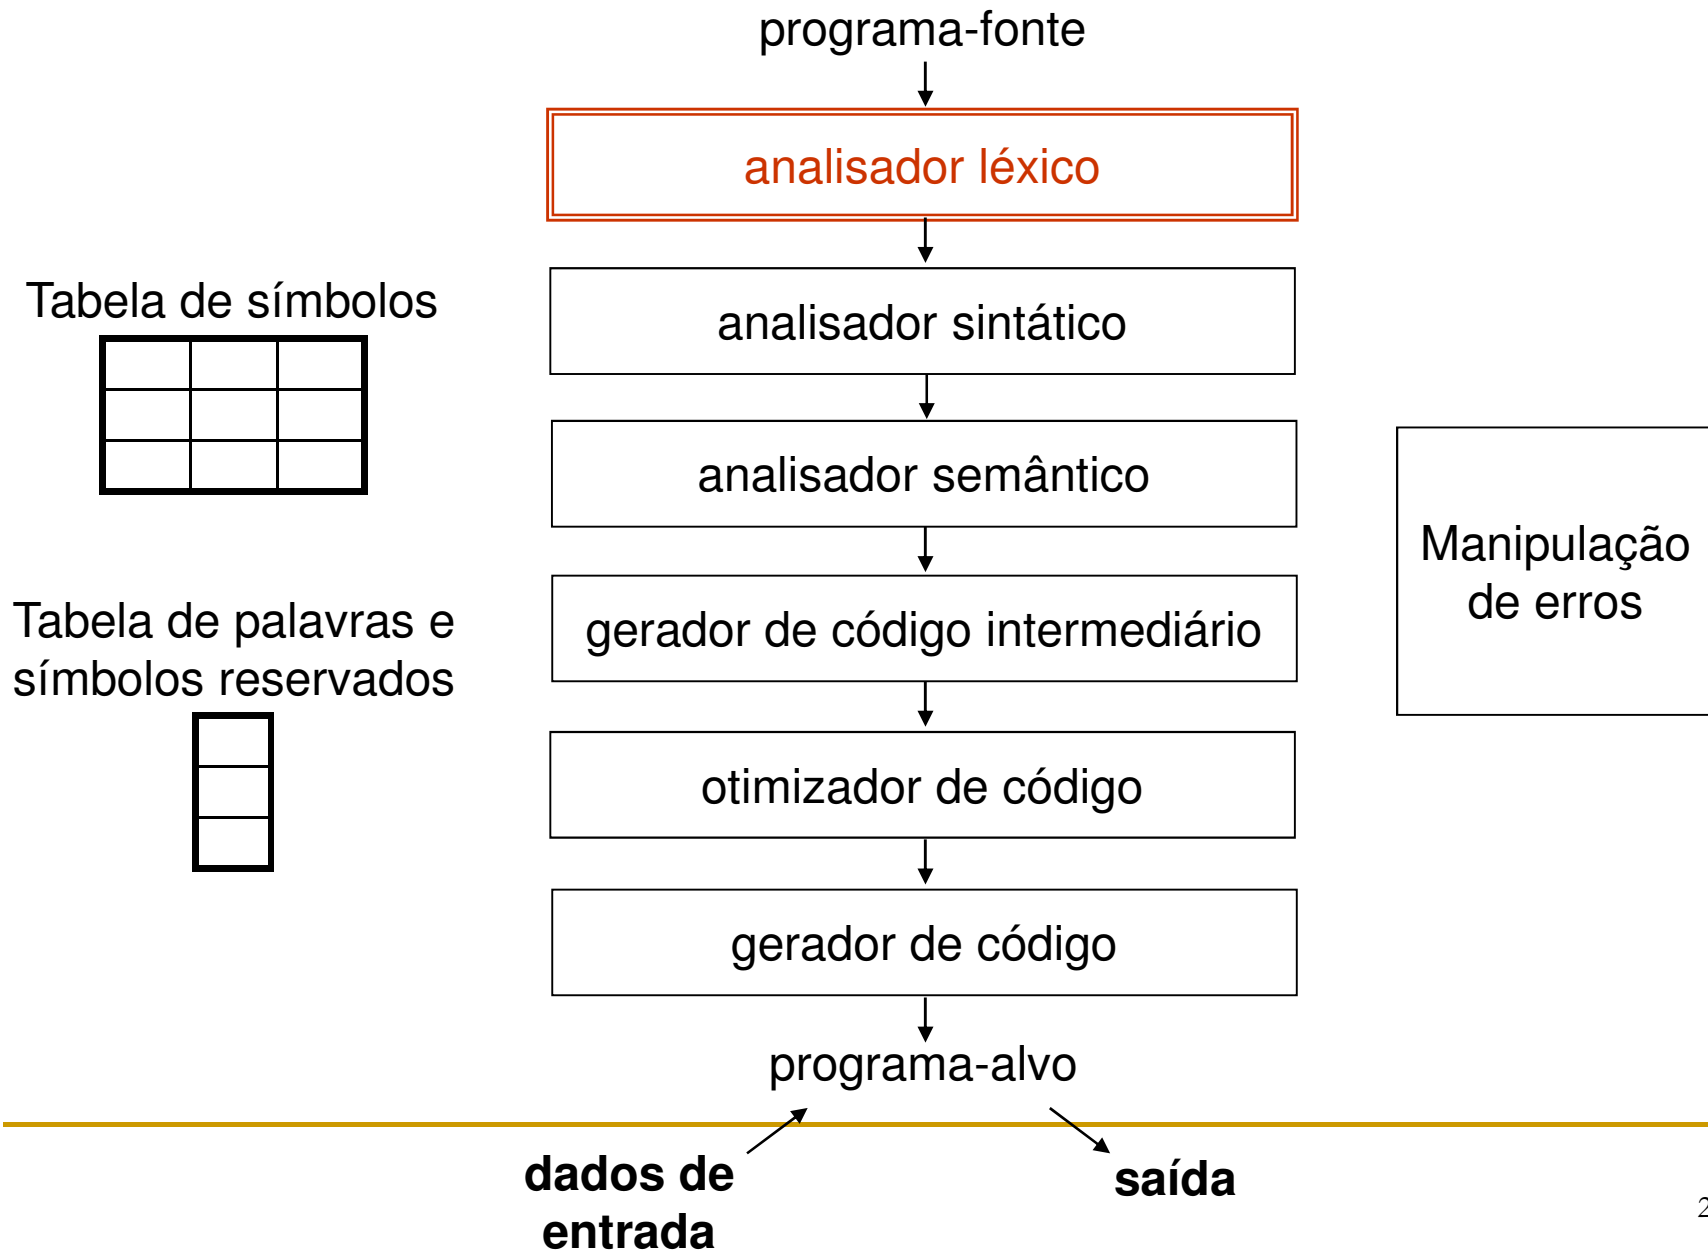 programa-fonte
analisador léxico
Tabela de símbolos
analisador sintático
analisador semântico
Manipulação
de erros
Tabela de palavras e
símbolos reservados
gerador de código intermediário
otimizador de código
gerador de código
programa-alvo
dados de
entrada
saída
2